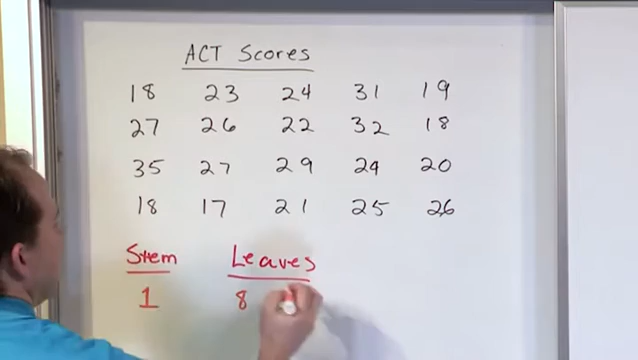 ACT Scores
18 23 24 31 19
27 26 22 32 18
35 27 29 24 20
18 17 21 25 26
Stem Leaves
1 8